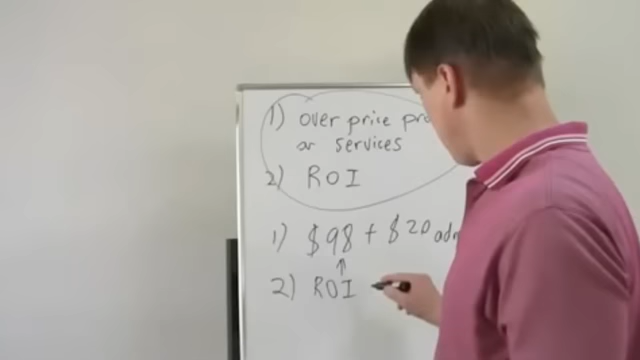 1) over price
or services
2) ROI
1) $98 + $20
↑
2) ROI